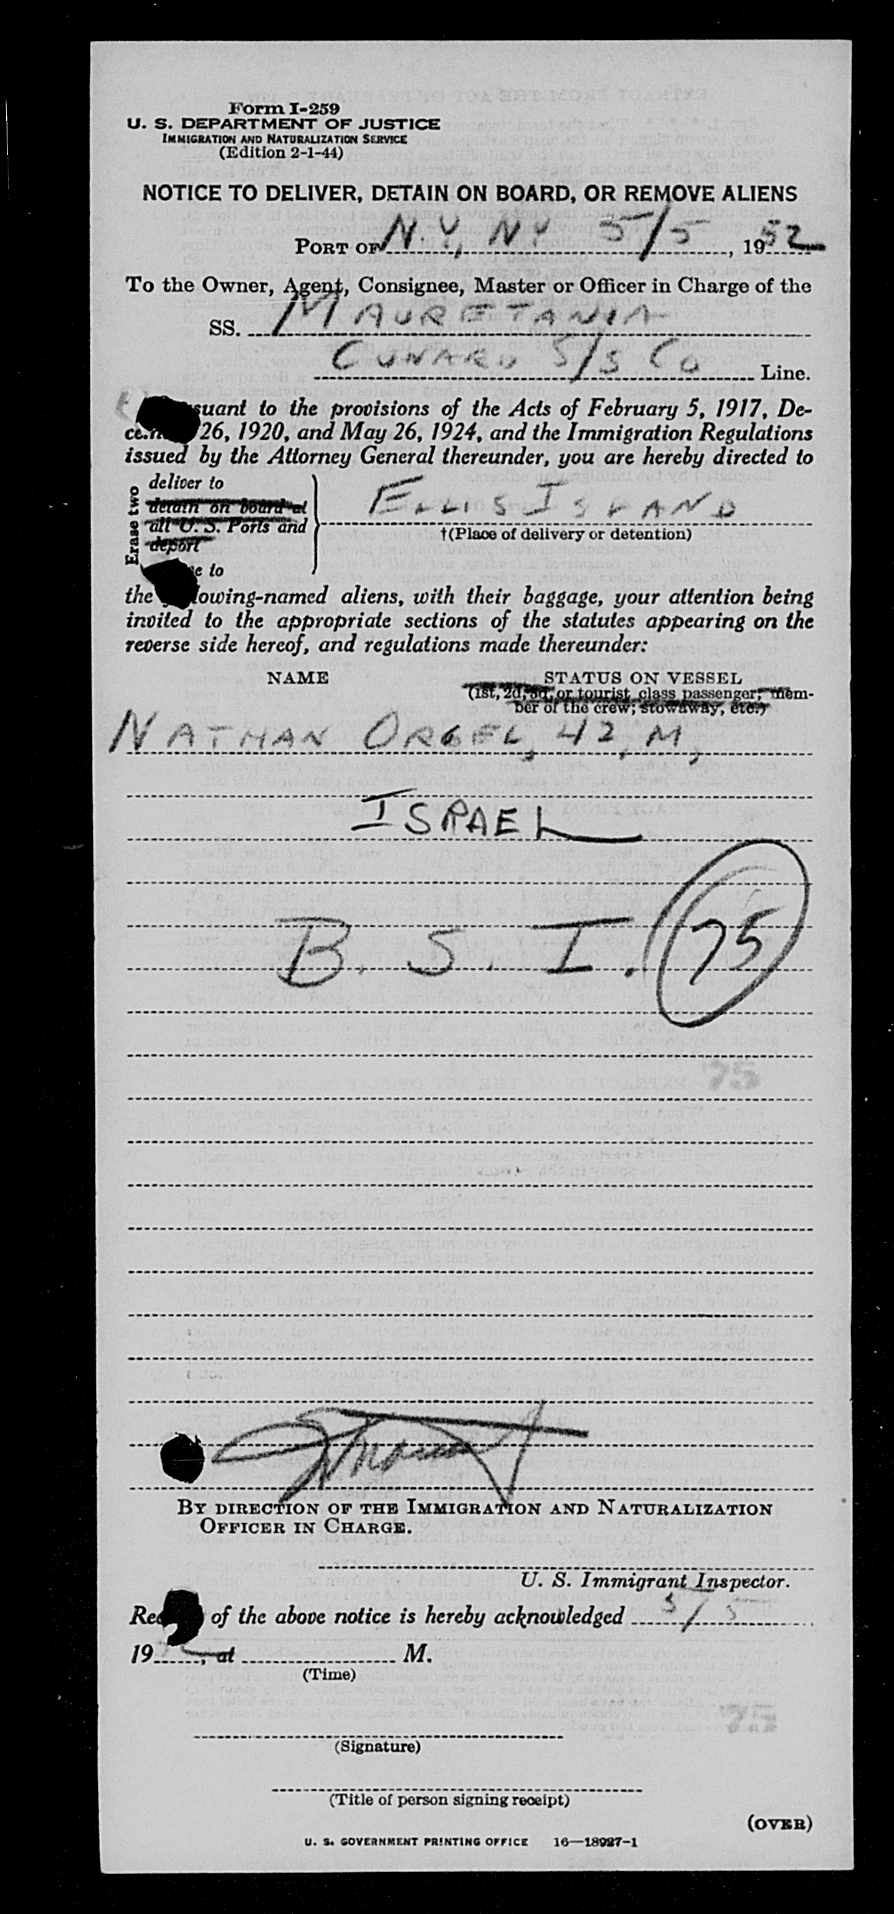 Form I-259
U. S. DEPARTMENT OF JUSTICE
IMMIGRATION AND NATURALIZATION SERVICE
(Edition 2-1-44)
NOTICE TO DELIVER, DETAIN ON BOARD, OR REMOVE ALIENS
PORT OF N.Y., NY 5/5, 1952
To the Owner, Agent, Consignee, Master or Officer in Charge of the
SS. MAURETANIA
CUNARD S/S CO Line.
suant to the provisions of the Acts of February 5, 1917, De-
26, 1920, and May 26, 1924, and the Immigration Regulations
issued by the Attorney General thereunder, you are hereby directed to
Erase two
deliver to
detain on board at
all U. S. Ports and
deport
e to
ELLIS ISLAND
†(Place of delivery or detention)
the lowing-named aliens, with their baggage, your attention being
invited to the appropriate sections of the statutes appearing on the
reverse side hereof, and regulations made thereunder:
NAME STATUS ON VESSEL
(1st, 2d, 3d, or tourist class passenger; mem-
ber of the crew; stowaway, etc.)
NATHAN ORGEL, 42, M,
ISRAEL
B. S. I. 75
75
BY DIRECTION OF THE IMMIGRATION AND NATURALIZATION
OFFICER IN CHARGE.
U. S. Immigrant Inspector.
of the above notice is hereby acknowledged 5/5
19, at M.
(Time)
75
(Signature)
(Title of person signing receipt)
(OVER)
U. S. GOVERNMENT PRINTING OFFICE 16—18927-1